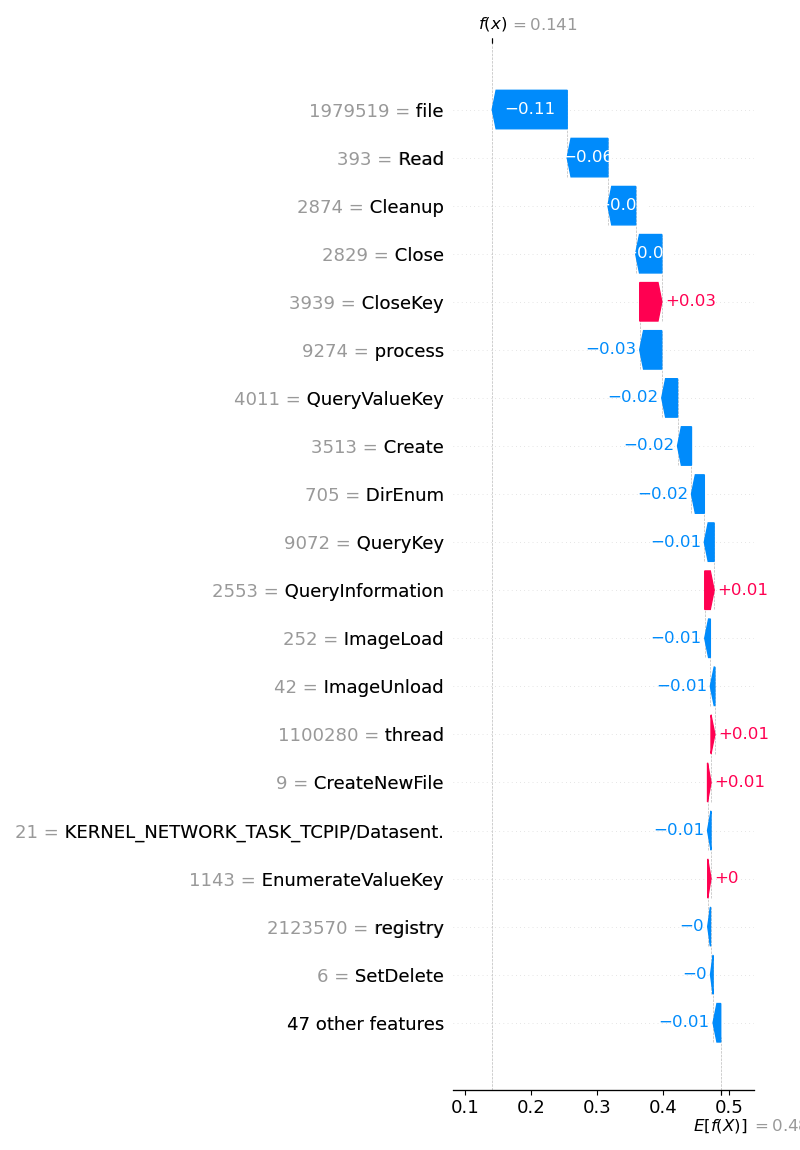 f(x) = 0.141
1979519 = file −0.11
393 = Read −0.06
2874 = Cleanup
2829 = Close
3939 = CloseKey +0.03
9274 = process −0.03
4011 = QueryValueKey −0.02
3513 = Create −0.02
705 = DirEnum −0.02
9072 = QueryKey −0.01
2553 = QueryInformation +0.01
252 = ImageLoad −0.01
42 = ImageUnload −0.01
1100280 = thread +0.01
9 = CreateNewFile +0.01
21 = KERNEL_NETWORK_TASK_TCPIP/Datasent. −0.01
1143 = EnumerateValueKey +0
2123570 = registry −0
6 = SetDelete −0
47 other features −0.01
0.1 0.2 0.3 0.4 0.5
E[f(X)] =